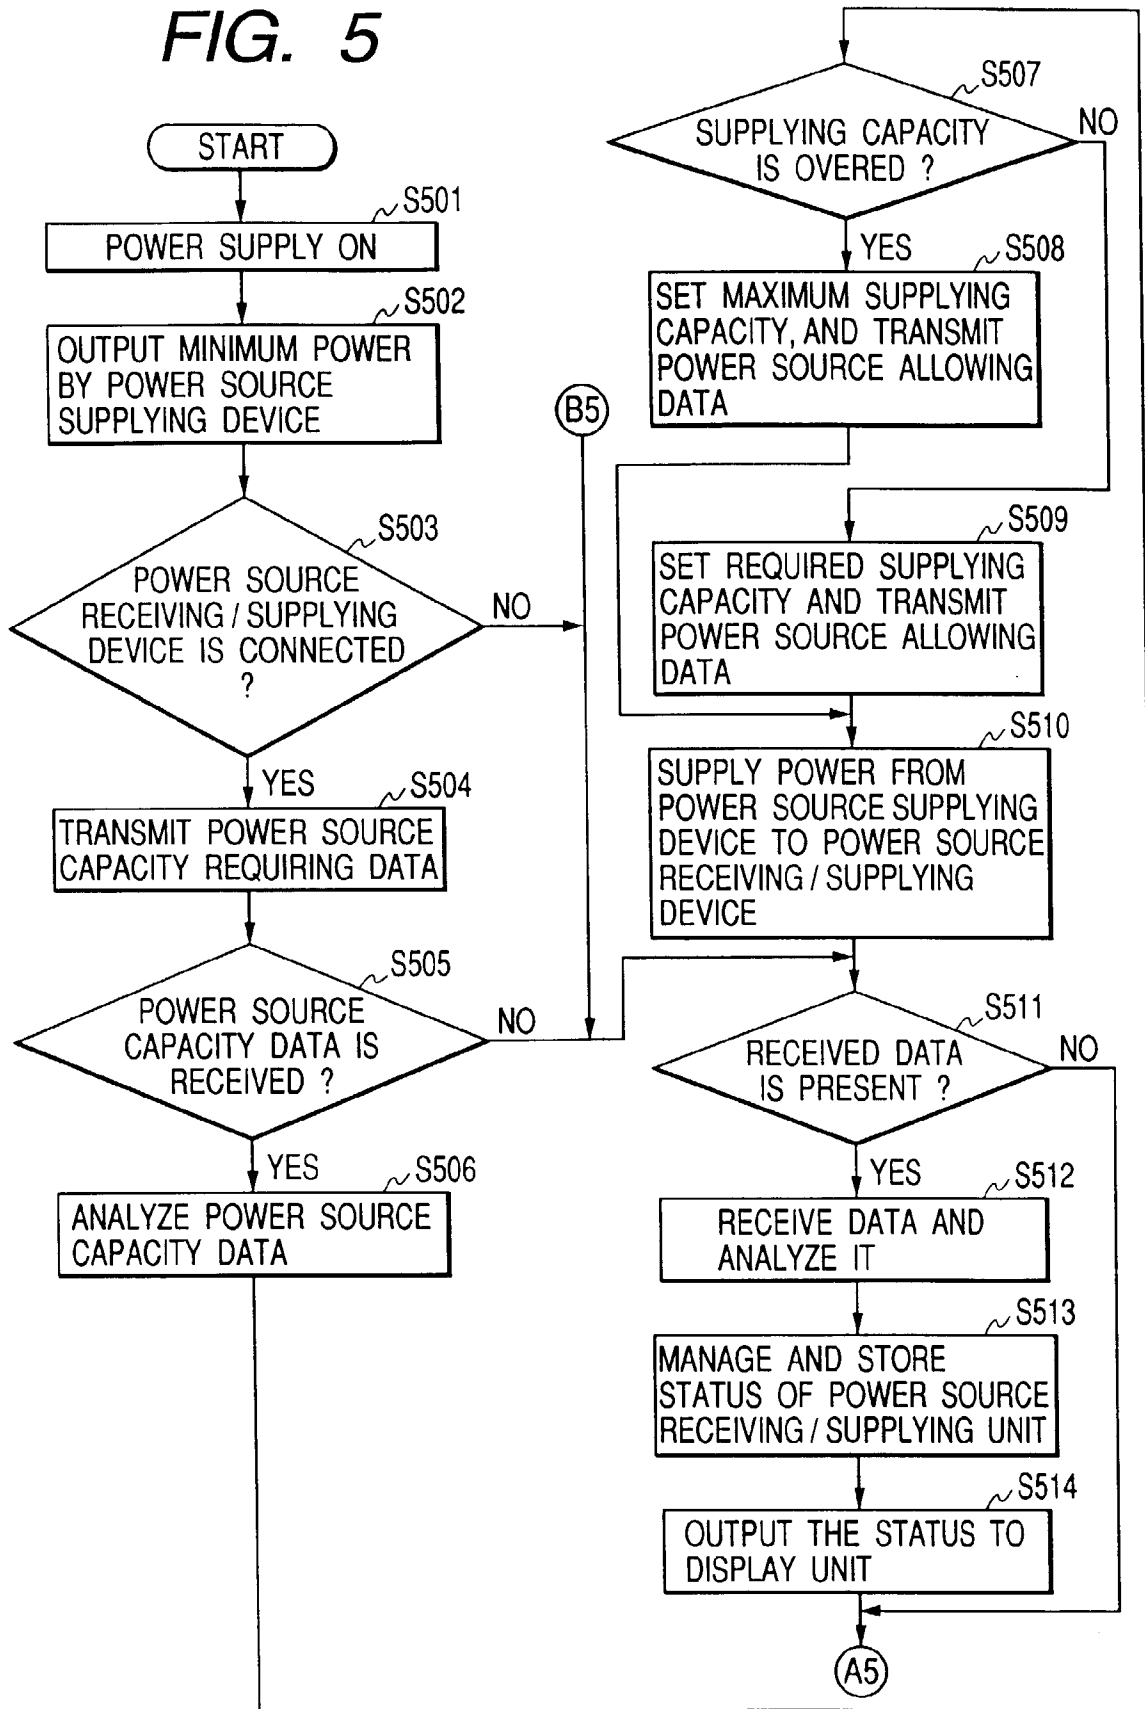 FIG. 5
START
S501
POWER SUPPLY ON
S502
OUTPUT MINIMUM POWER
BY POWER SOURCE
SUPPLYING DEVICE
S503
POWER SOURCE
RECEIVING / SUPPLYING
DEVICE IS CONNECTED
?
NO
YES
S504
TRANSMIT POWER SOURCE
CAPACITY REQUIRING DATA
S505
POWER SOURCE
CAPACITY DATA IS
RECEIVED ?
NO
YES
S506
ANALYZE POWER SOURCE
CAPACITY DATA
B5
S507
SUPPLYING CAPACITY
IS OVERED ?
NO
YES
S508
SET MAXIMUM SUPPLYING
CAPACITY, AND TRANSMIT
POWER SOURCE ALLOWING
DATA
S509
SET REQUIRED SUPPLYING
CAPACITY AND TRANSMIT
POWER SOURCE ALLOWING
DATA
S510
SUPPLY POWER FROM
POWER SOURCE SUPPLYING
DEVICE TO POWER SOURCE
RECEIVING / SUPPLYING
DEVICE
S511
RECEIVED DATA
IS PRESENT ?
NO
YES
S512
RECEIVE DATA AND
ANALYZE IT
S513
MANAGE AND STORE
STATUS OF POWER SOURCE
RECEIVING / SUPPLYING UNIT
S514
OUTPUT THE STATUS TO
DISPLAY UNIT
A5